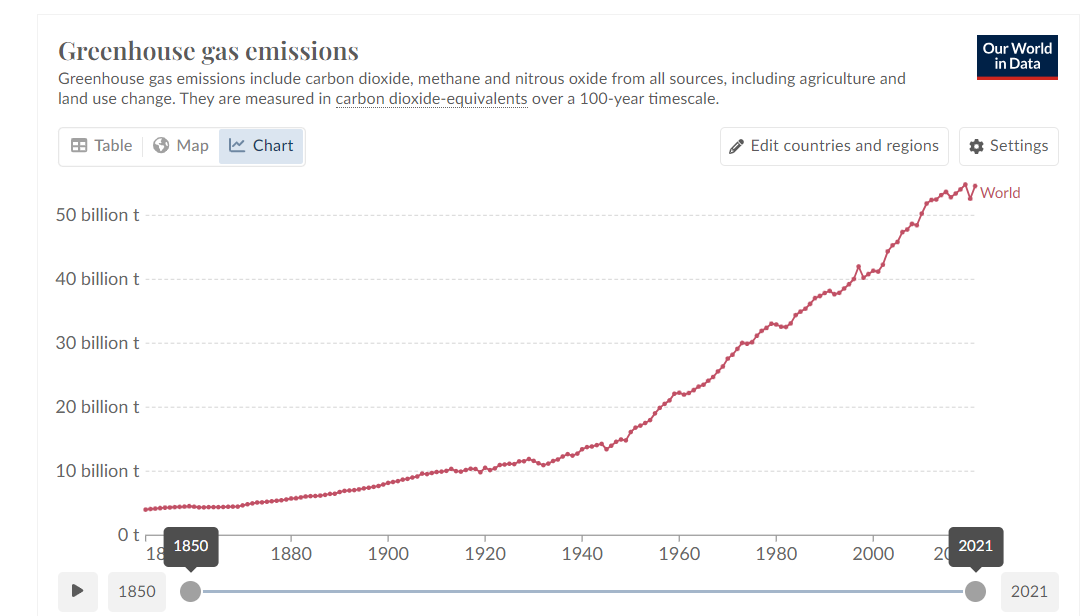 Greenhouse gas emissions
Our World
in Data
Greenhouse gas emissions include carbon dioxide, methane and nitrous oxide from all sources, including agriculture and
land use change. They are measured in carbon dioxide-equivalents over a 100-year timescale.
Table Map Chart
Edit countries and regions
Settings
World
50 billion t
40 billion t
30 billion t
20 billion t
10 billion t
0 t
1850
2021
1880 1900 1920 1940 1960 1980 2000
1850
2021